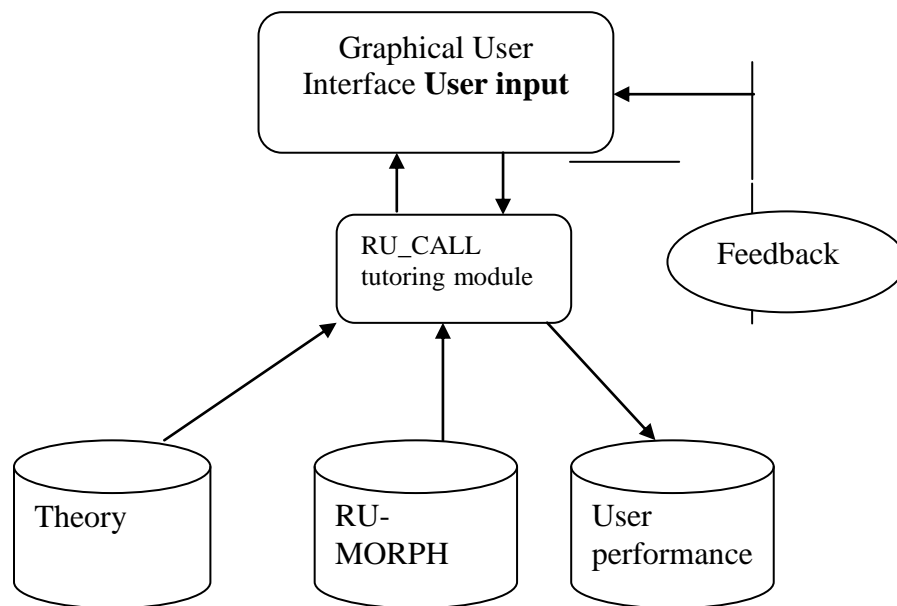 Graphical User
Interface User input
RU_CALL
tutoring module
Feedback
Theory
RU-
MORPH
User
performance